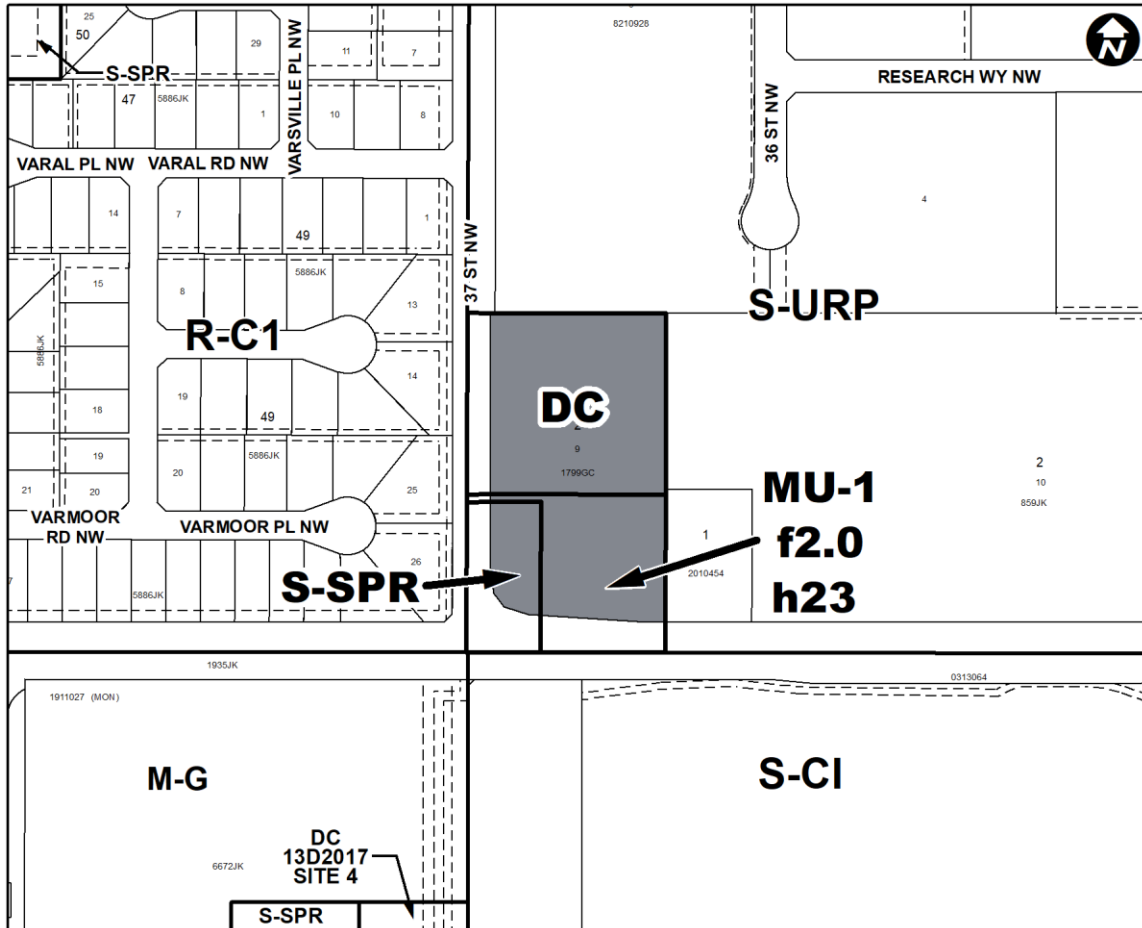 25
50
S-SPR
29
VARSVILLE PL NW
11
7
8210928
N
RESEARCH WY NW
47
5886JK
1
10
8
36 ST NW
VARAL PL NW
VARAL RD NW
14
7
49
1
4
37 ST NW
5886JK
15
8
13
S-URP
R-C1
5886JK
14
18
19
49
DC
2
9
1799GC
19
5886JK
20
25
21
20
2
10
859JK
MU-1
f2.0
h23
VARMOOR
RD NW
VARMOOR PL NW
1
2010454
26
S-SPR
7
5886JK
1935JK
0313064
1911027 (MON)
M-G
S-CI
DC
13D2017
SITE 4
6672JK
S-SPR